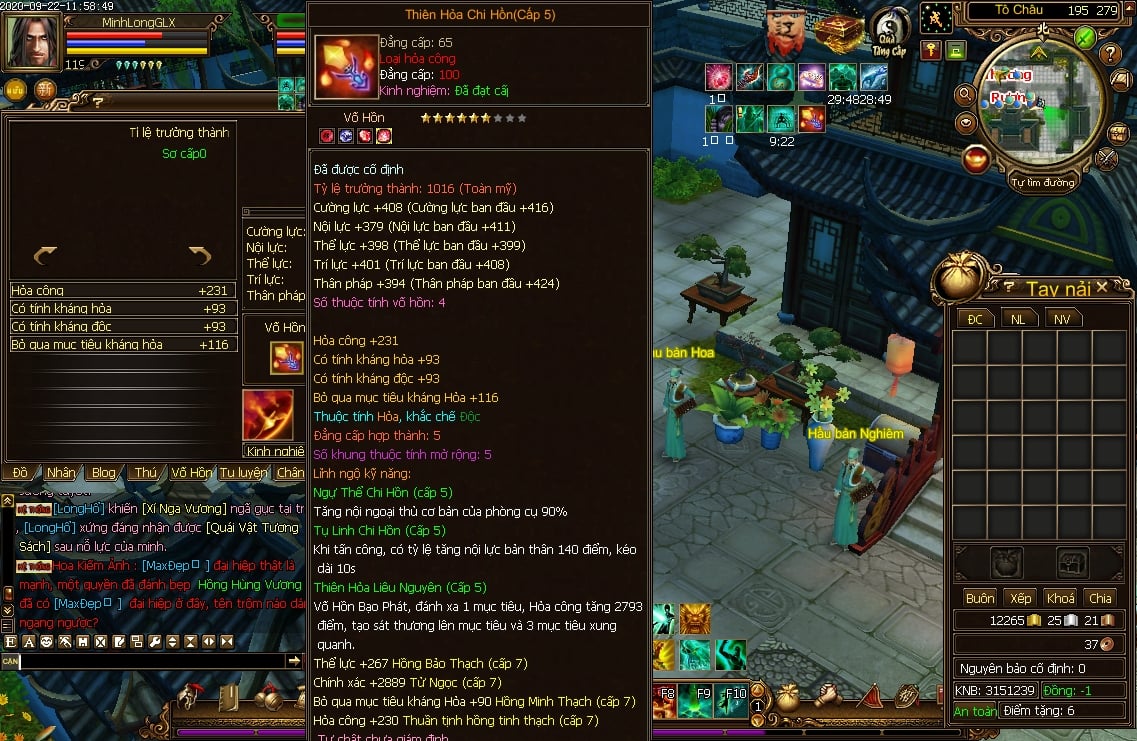 2020-09-22-11:58:49
MinhLongGLX
119
?
Tỉ lệ trưởng thành
Sơ cấp0
Cường lực:
Nội lực:
Thể lực:
Trí lực:
Thân pháp
Hỏa công +231
Có tính kháng hỏa +93
Có tính kháng độc +93
Bỏ qua mục tiêu kháng hỏa +116
Võ Hồn
Kinh nghiê
Đồ Nhân Blog Thú Võ Hồn Tu luyện Chân
[LongHổ] khiến [Xí Nga Vương] ngã gục tại tr
, [LongHổ] xứng đáng nhận được [Quái Vật Tương
Sách] sau nỗ lực của mình.
Hoa Kiếm Ảnh : [MaxĐẹp ] đại hiệp thật là
mạnh, một quyền đã đánh bẹp Hồng Hùng Vương
đã có [MaxĐẹp ] đại hiệp ở đây, tên trộm nào dám
ngang ngược?
CẬN
Thiên Hỏa Chi Hồn(Cấp 5)
Đẳng cấp: 65
Loại hỏa công
Đẳng cấp: 100
Kinh nghiệm: Đã đạt cấ
Võ Hồn
Đã được cố định
Tỷ lệ trưởng thành: 1016 (Toàn mỹ)
Cường lực +408 (Cường lực ban đầu +416)
Nội lực +379 (Nội lực ban đầu +411)
Thể lực +398 (Thể lực ban đầu +399)
Trí lực +401 (Trí lực ban đầu +408)
Thân pháp +394 (Thân pháp ban đầu +424)
Số thuộc tính võ hồn: 4
Hỏa công +231
Có tính kháng hỏa +93
Có tính kháng độc +93
Bỏ qua mục tiêu kháng Hỏa +116
Thuộc tính Hỏa, khắc chế Độc
Đẳng cấp hợp thành: 5
Số khung thuộc tính mở rộng: 5
Lĩnh ngộ kỹ năng:
Ngự Thể Chi Hồn (cấp 5)
Tăng nội ngoại thủ cơ bản của phòng cụ 90%
Tụ Linh Chi Hồn (Cấp 5)
Khi tấn công, có tỷ lệ tăng nội lực bản thân 140 điểm, kéo
dài 10s
Thiên Hỏa Liêu Nguyên (Cấp 5)
Võ Hồn Bạo Phát, đánh xa 1 mục tiêu, Hỏa công tăng 2793
điểm, tạo sát thương lên mục tiêu và 3 mục tiêu xung
quanh.
Thể lực +267 Hồng Bảo Thạch (cấp 7)
Chính xác +2889 Tử Ngọc (cấp 7)
Bỏ qua mục tiêu kháng Hỏa +90 Hồng Minh Thạch (cấp 7)
Hỏa công +230 Thuần tịnh hồng tinh thạch (cấp 7)
Tư chất chưa giám định
Quà
Tăng Cấp
29:48 28:49
9:22
Tô Châu 195 279
北
Rượu
Tự tìm đường
u bàn Hoa
Hầu bàn Nghiêm
? Tay nải
ĐC NL NV
Buôn Xếp Khoá Chia
12265 25 21
37
Nguyên bảo cố định: 0
KNB: 3151239 Đồng: -1
An toàn Điểm tặng: 6
F8 F9 F10
1